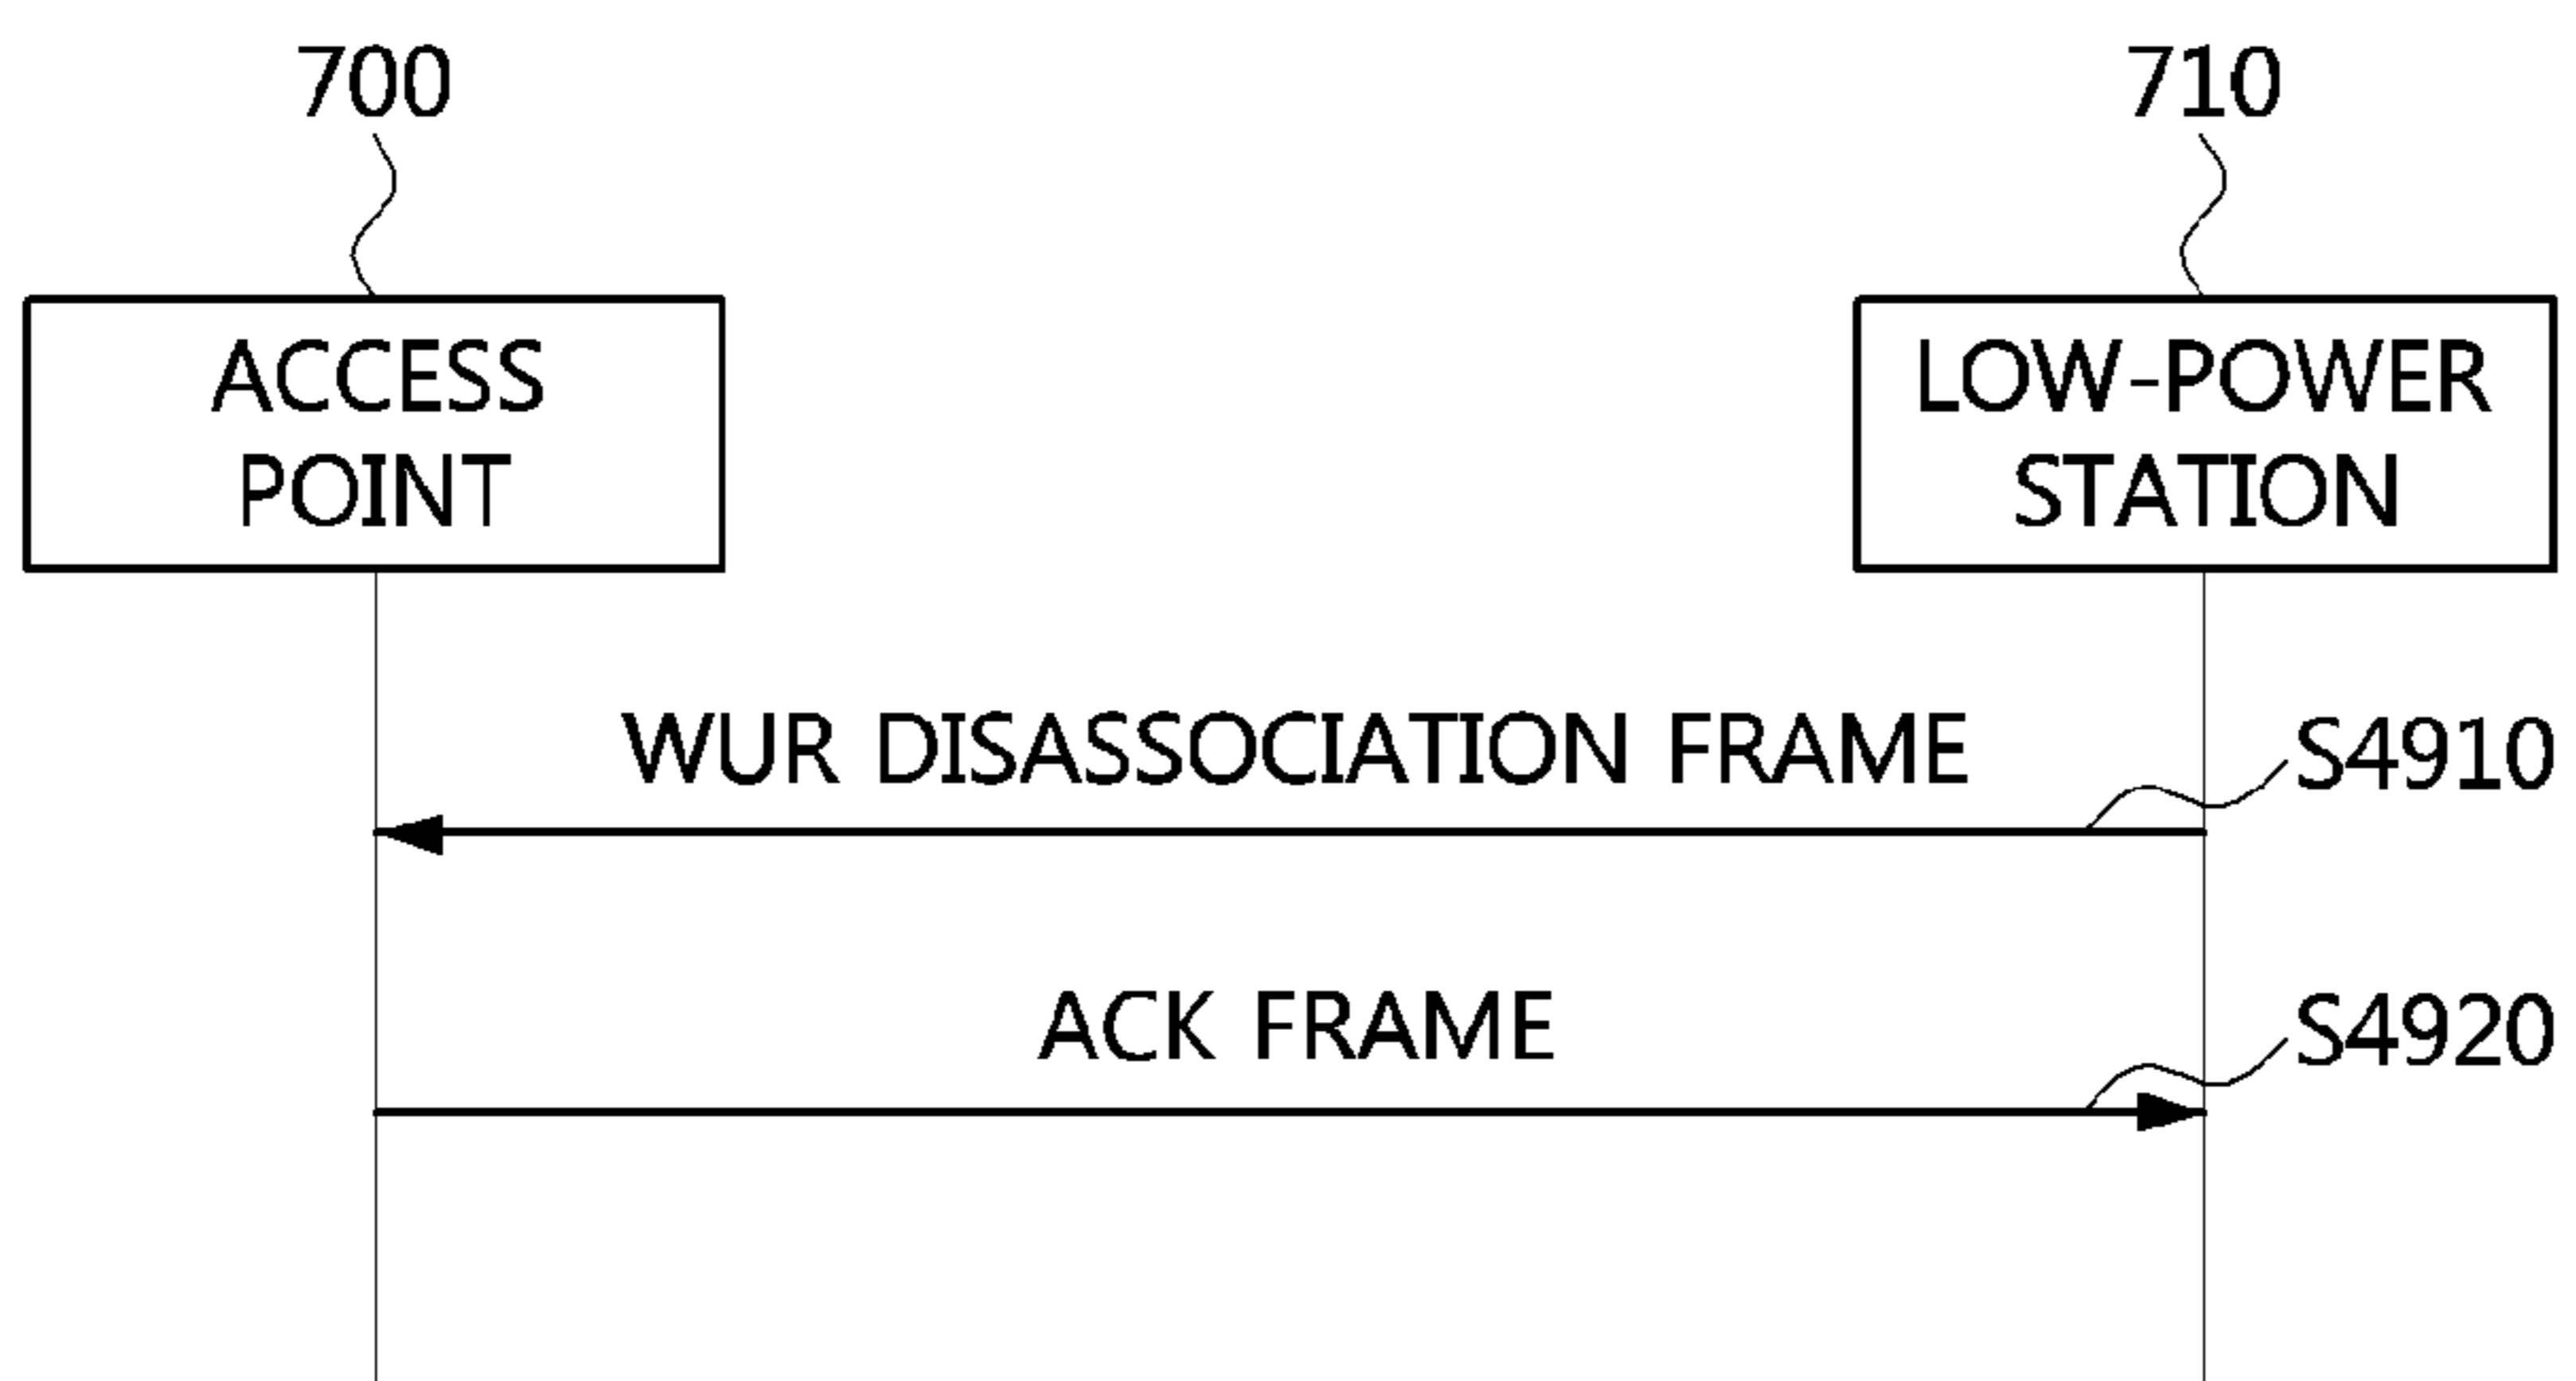 700
710
ACCESS
POINT
LOW-POWER
STATION
WUR DISASSOCIATION FRAME
S4910
ACK FRAME
S4920